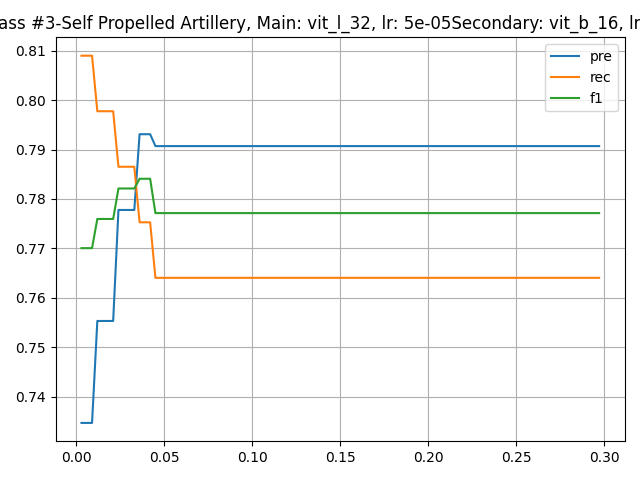 ass #3-Self Propelled Artillery, Main: vit_l_32, lr: 5e-05Secondary: vit_b_16, lr
pre
rec
f1
0.81
0.80
0.79
0.78
0.77
0.76
0.75
0.74
0.00 0.05 0.10 0.15 0.20 0.25 0.30